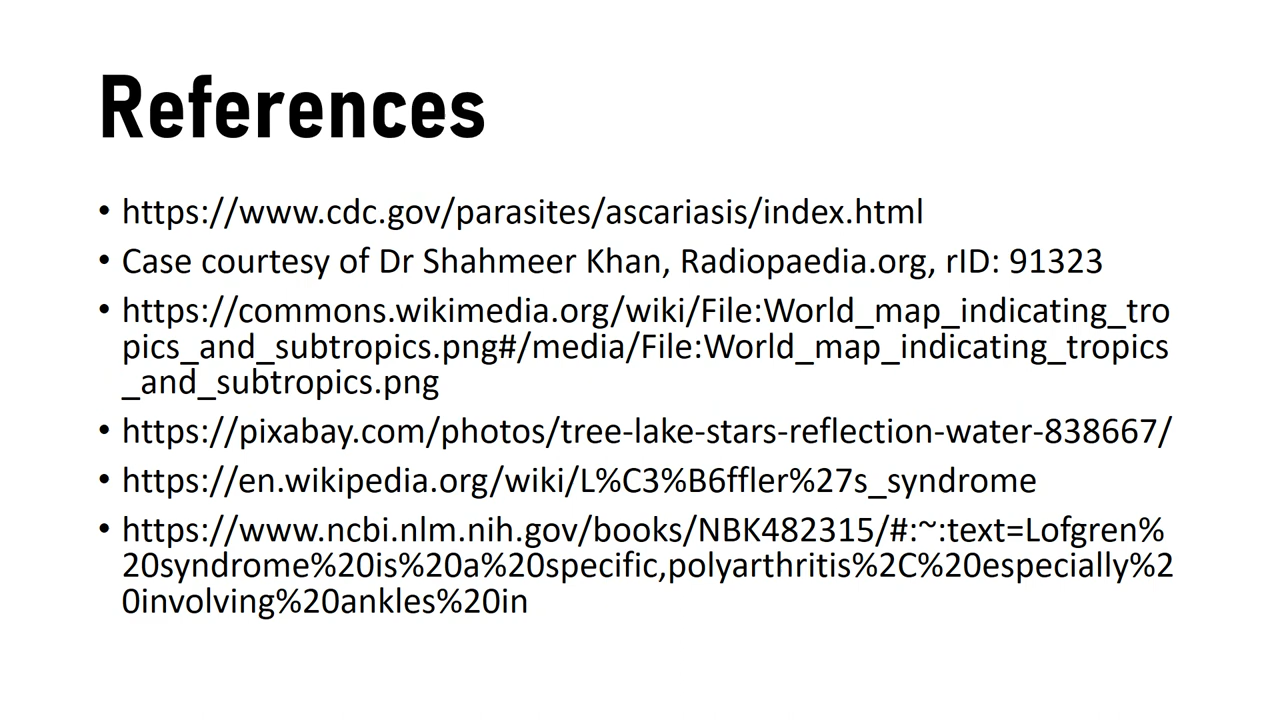 References
• https://www.cdc.gov/parasites/ascariasis/index.html
• Case courtesy of Dr Shahmeer Khan, Radiopaedia.org, rID: 91323
• https://commons.wikimedia.org/wiki/File:World_map_indicating_tro
pics_and_subtropics.png#/media/File:World_map_indicating_tropics
_and_subtropics.png
• https://pixabay.com/photos/tree-lake-stars-reflection-water-838667/
• https://en.wikipedia.org/wiki/L%C3%B6ffler%27s_syndrome
• https://www.ncbi.nlm.nih.gov/books/NBK482315/#:~:text=Lofgren%
20syndrome%20is%20a%20specific,polyarthritis%2C%20especially%2
0involving%20ankles%20in